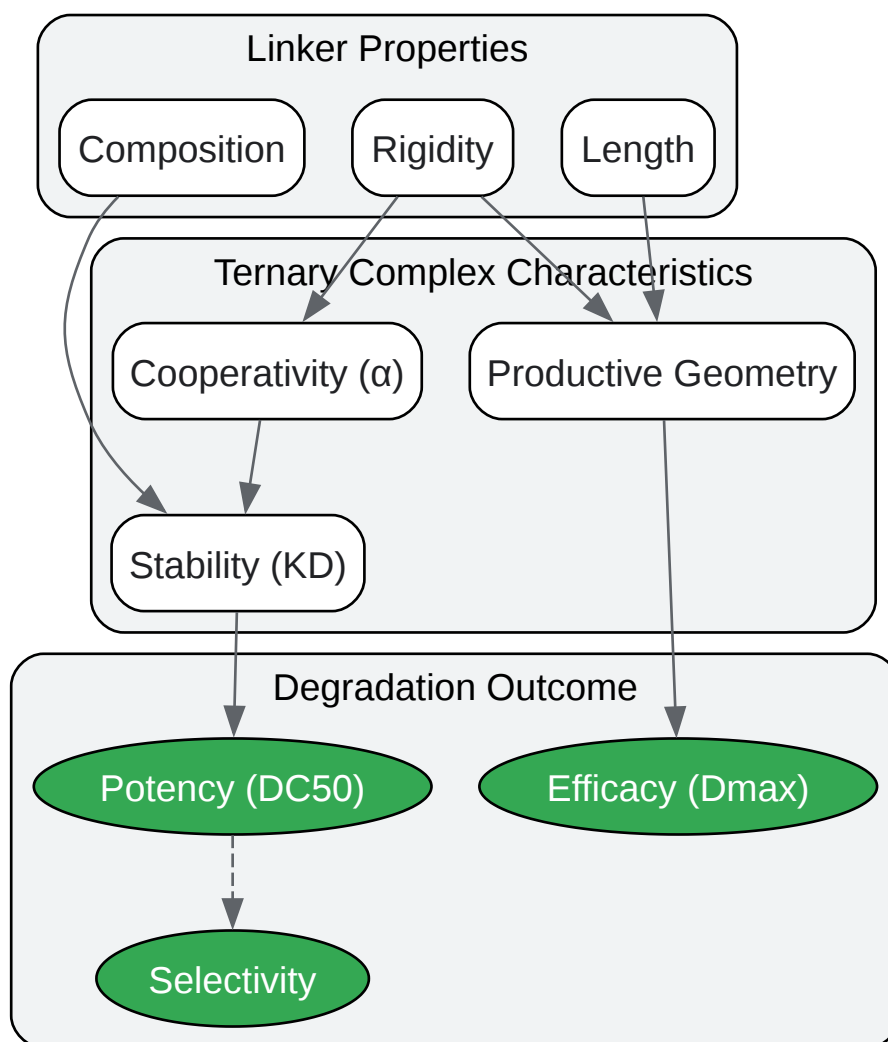 Linker Properties
Composition
Rigidity
Length
Ternary Complex Characteristics
Cooperativity (α)
Productive Geometry
Stability (KD)
Degradation Outcome
Potency (DC50)
Efficacy (Dmax)
Selectivity